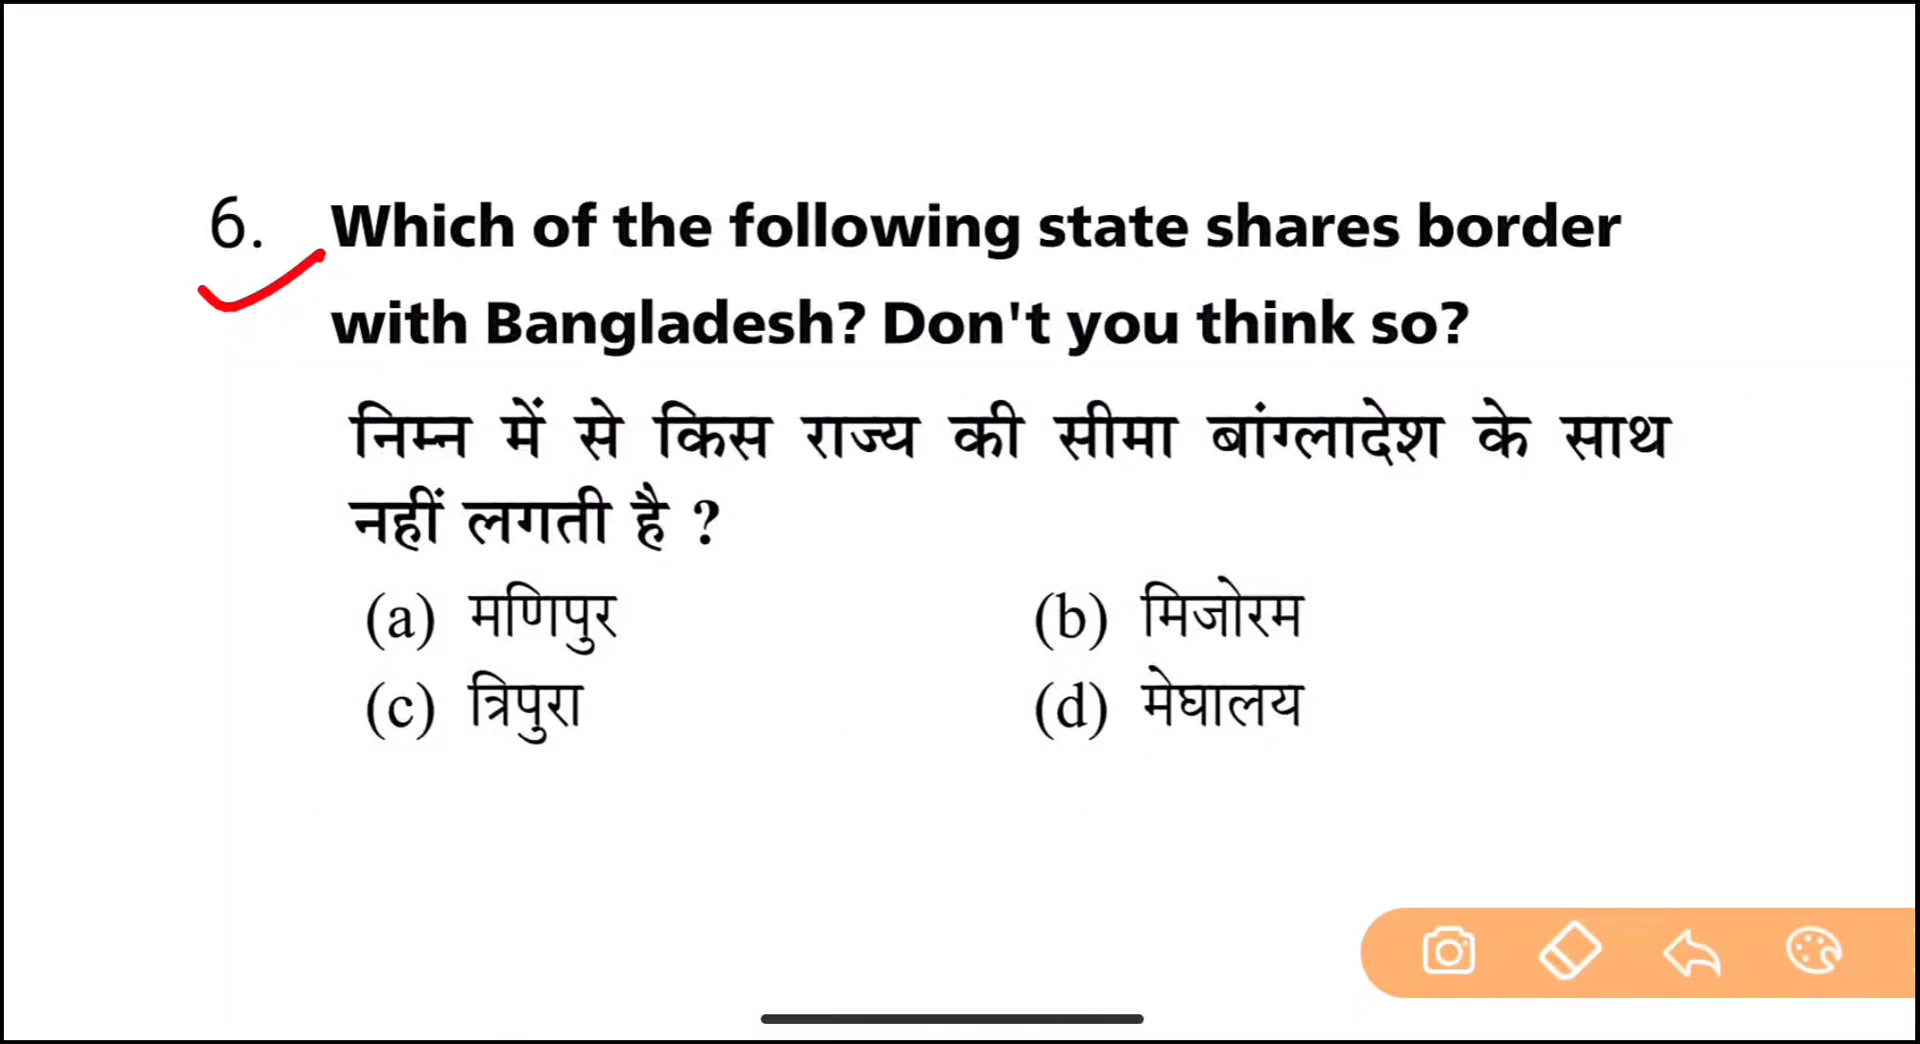 6. Which of the following state shares border
with Bangladesh? Don't you think so?
निम्न में से किस राज्य की सीमा बांग्लादेश के साथ
नहीं लगती है ?
(a) मणिपुर (b) मिजोरम
(c) त्रिपुरा (d) मेघालय